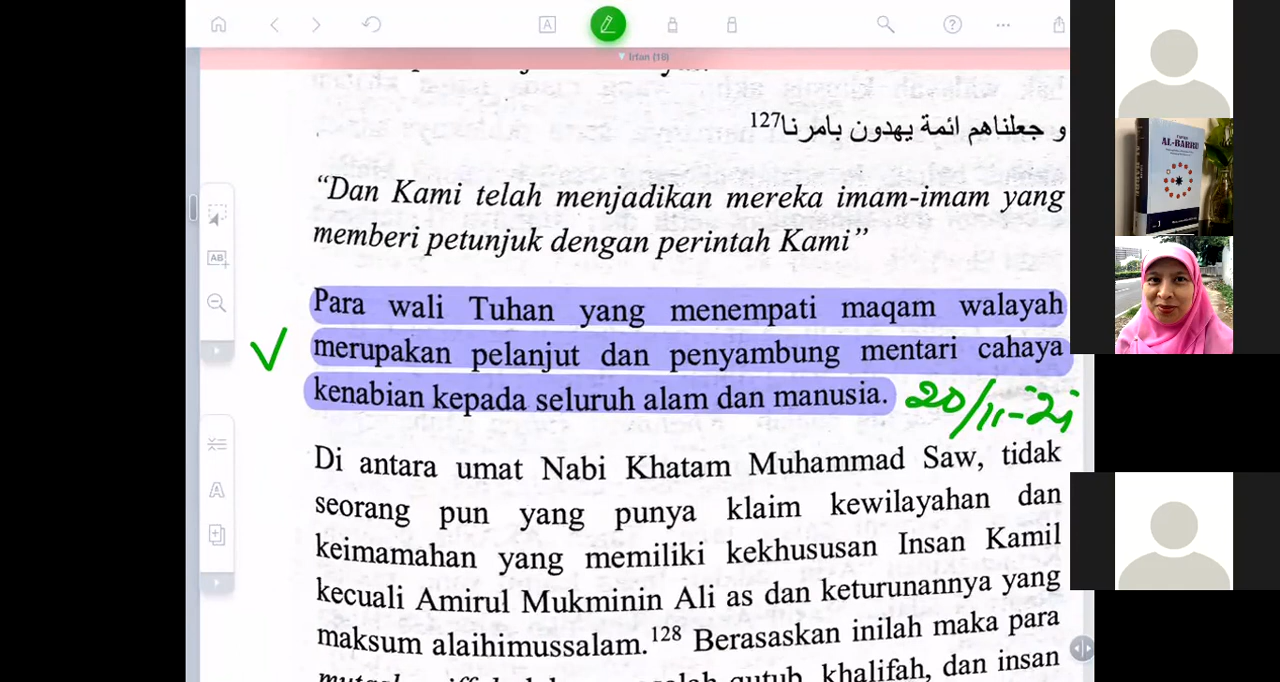 Irfan (18)
و جعلناهم ائمة يهدون بامرنا127
“Dan Kami telah menjadikan mereka imam-imam yang
memberi petunjuk dengan perintah Kami”
Para wali Tuhan yang menempati maqam walayah
merupakan pelanjut dan penyambung mentari cahaya
kenabian kepada seluruh alam dan manusia. 20/11-21
Di antara umat Nabi Khatam Muhammad Saw, tidak
seorang pun yang punya klaim kewilayahan dan
keimamahan yang memiliki kekhususan Insan Kamil
kecuali Amirul Mukminin Ali as dan keturunannya yang
maksum alaihimussalam.128 Berasaskan inilah maka para
qutub, khalifah, dan insan
AL-BARRU